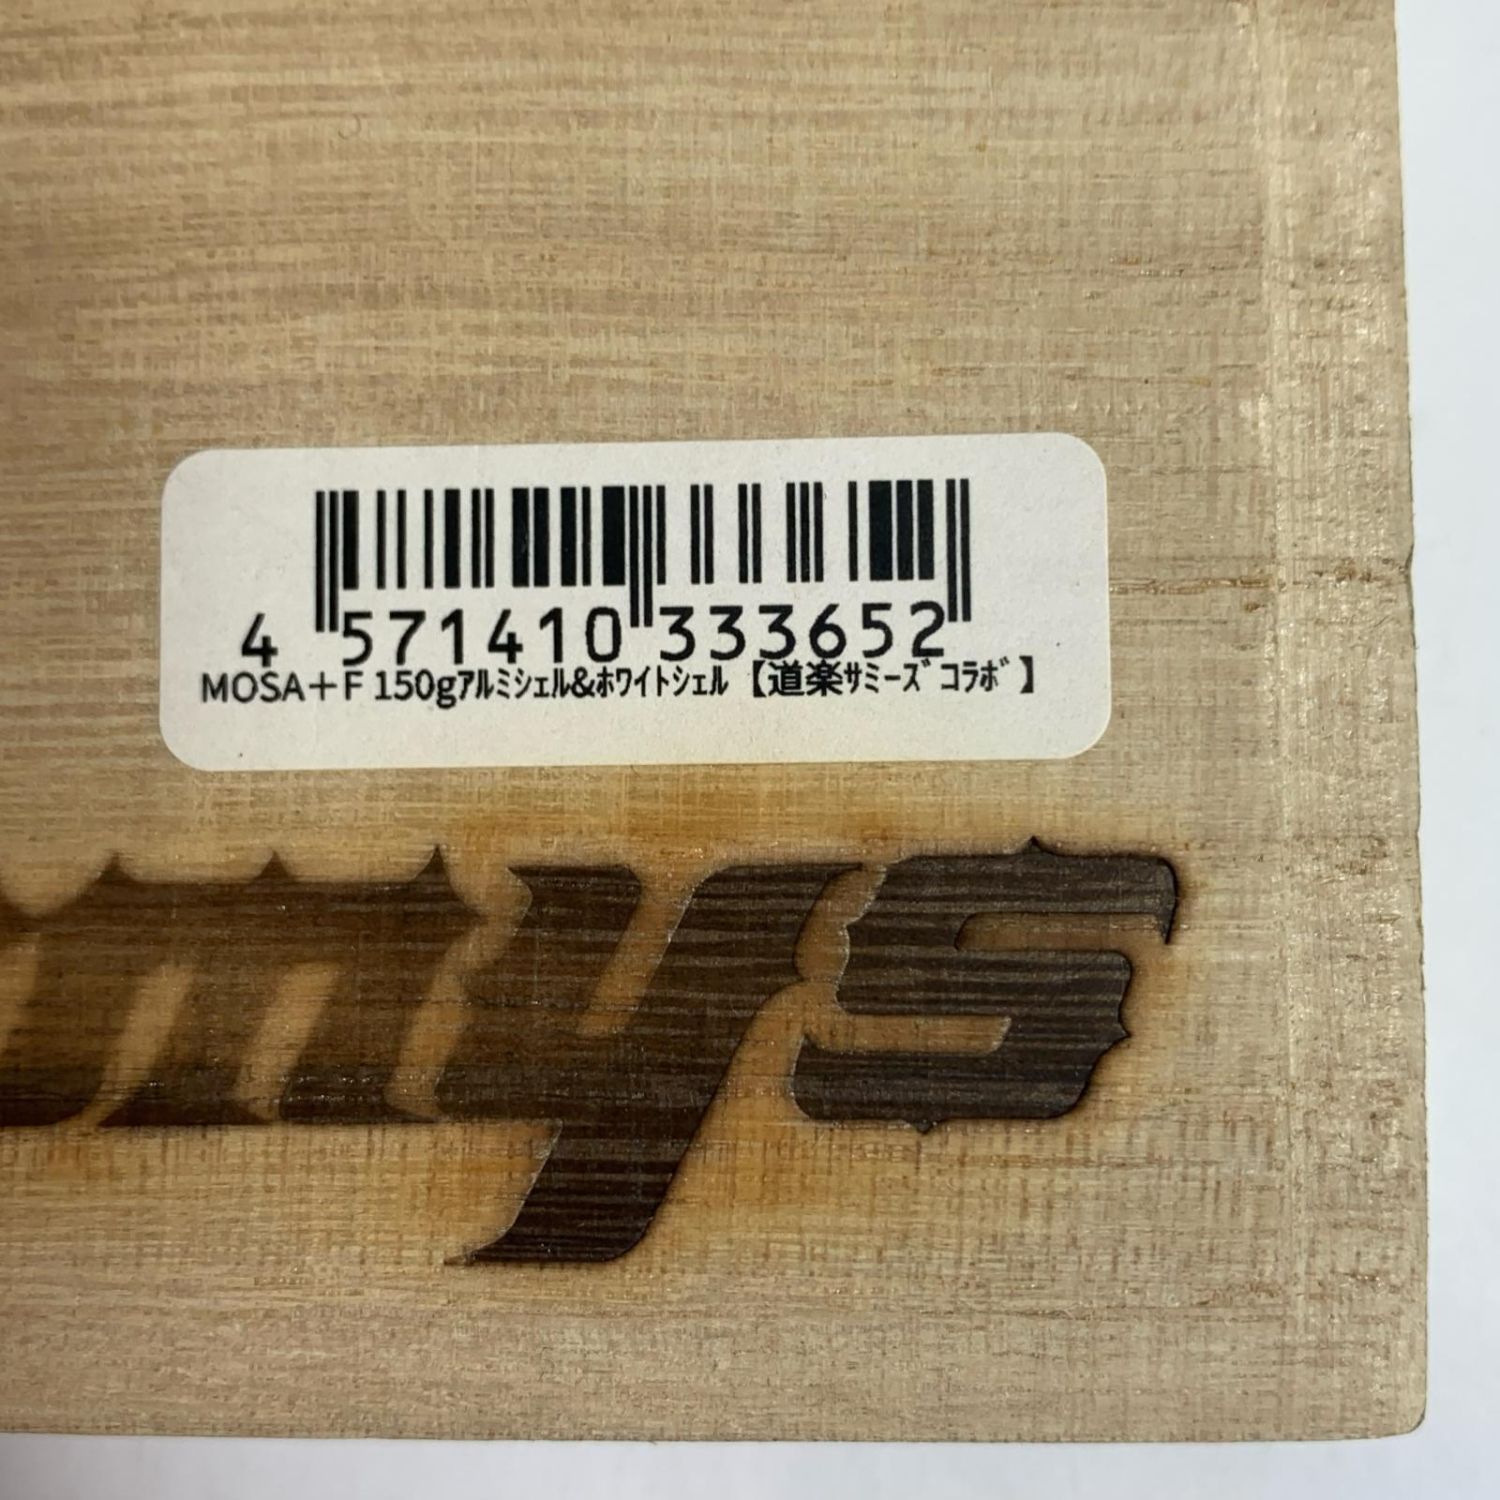 4 571410 333652
MOSA＋F 150gｱﾙﾐｼｪﾙ&ﾎﾜｲﾄｼｪﾙ 【道楽ｻﾐｰｽﾞｺﾗﾎﾞ】
mys